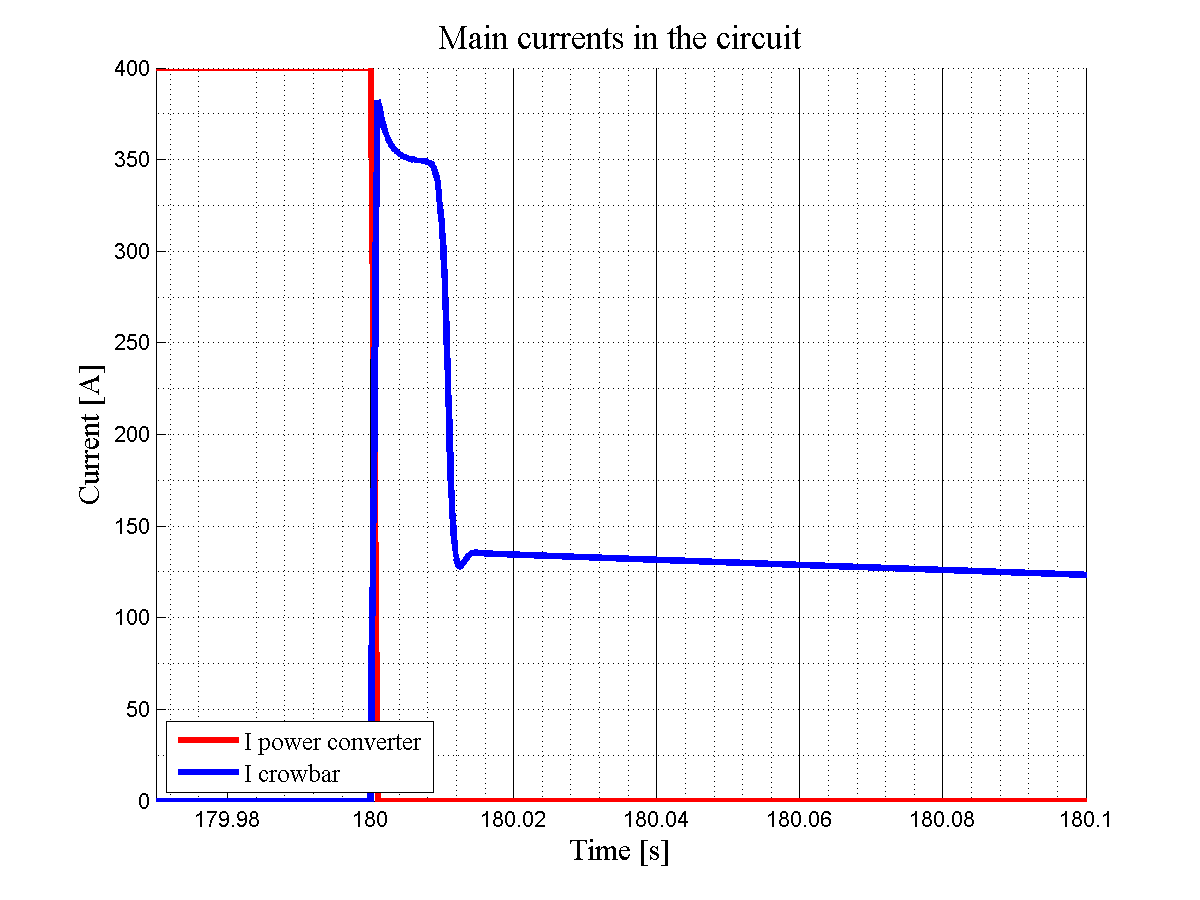 Main currents in the circuit
400
350
300
250
200
150
100
50
0
Current [A]
I power converter
I crowbar
179.98 180 180.02 180.04 180.06 180.08 180.1
Time [s]